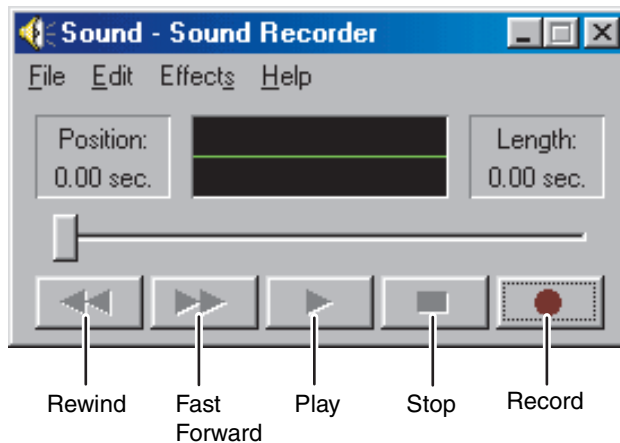 Sound - Sound Recorder
File Edit Effects Help
Position:
0.00 sec.
Length:
0.00 sec.
Rewind
Fast
Forward
Play
Stop
Record